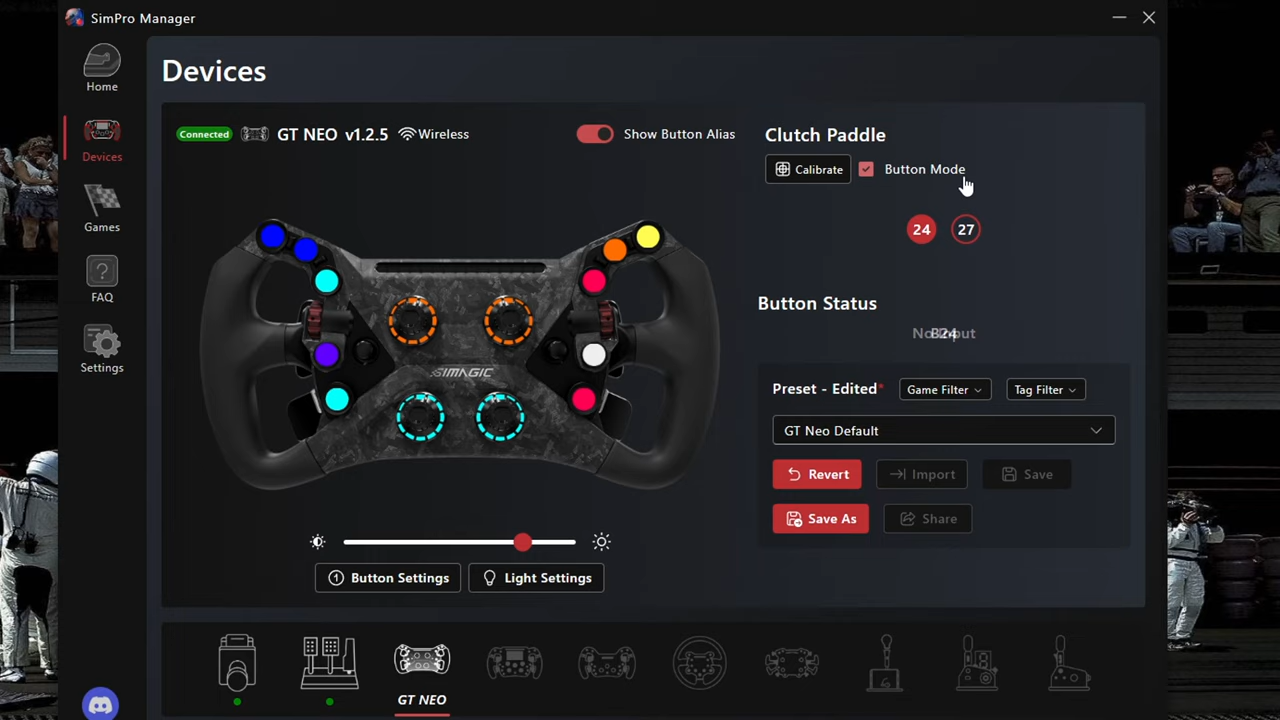 SimPro Manager
Home
Devices
Games
FAQ
Settings
Devices
Connected GT NEO v1.2.5 Wireless
Show Button Alias
SIMAGIC
Button Settings
Light Settings
Clutch Paddle
Calibrate
Button Mode
24 27
Button Status
B24
Preset - Edited*
Game Filter
Tag Filter
GT Neo Default
Revert
Import
Save
Save As
Share
GT NEO